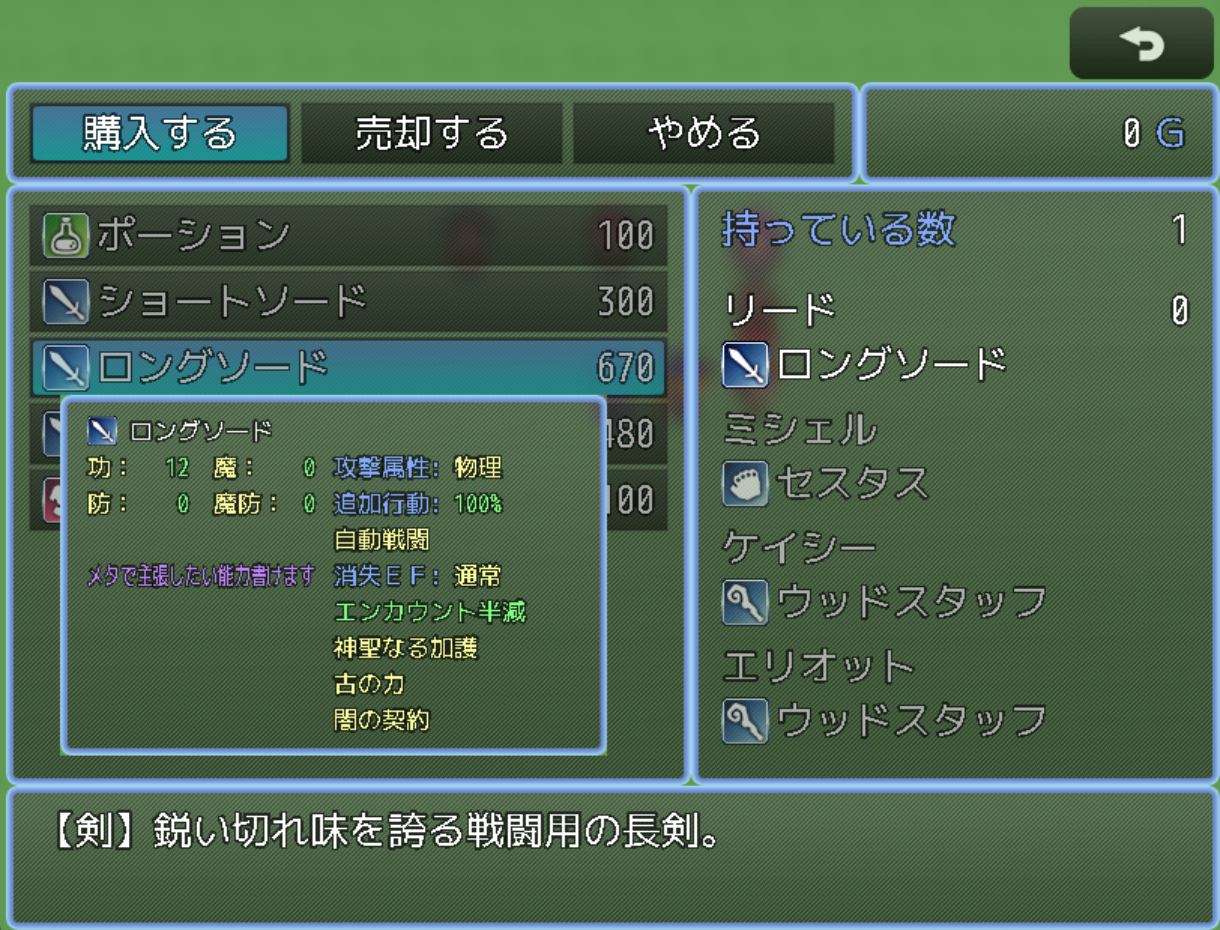 購入する 売却する やめる 0 G
ポーション 100
ショートソード 300
ロングソード 670
480
100
ロングソード
功: 12 魔: 0 攻撃属性: 物理
防: 0 魔防: 0 追加行動: 100%
自動戦闘
メタで主張したい能力書けます 消失EF: 通常
エンカウント半減
神聖なる加護
古の力
闇の契約
持っている数 1
リード 0
ロングソード
ミシェル
セスタス
ケイシー
ウッドスタッフ
エリオット
ウッドスタッフ
【剣】鋭い切れ味を誇る戦闘用の長剣。